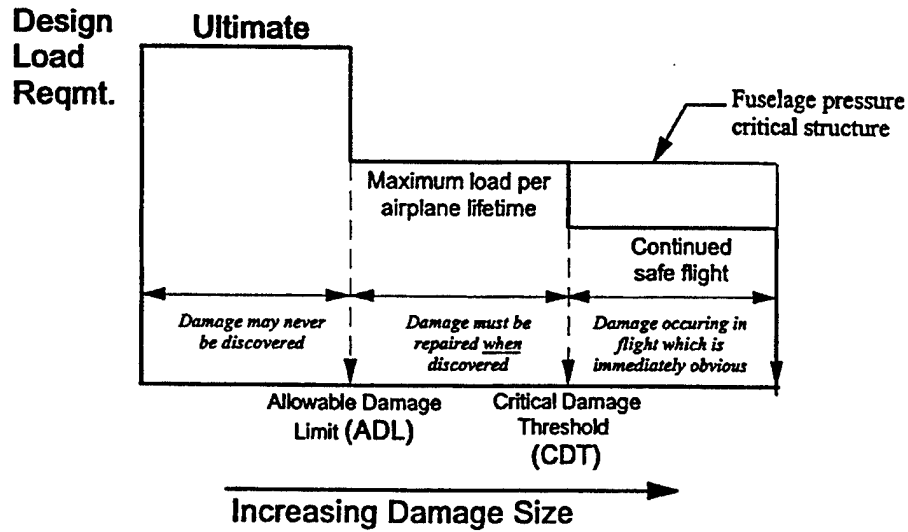 Design
Load
Reqmt.
Ultimate
Fuselage pressure
critical structure
Maximum load per
airplane lifetime
Continued
safe flight
Damage may never
be discovered
Damage must be
repaired when
discovered
Damage occuring in
flight which is
immediately obvious
Allowable Damage
Limit (ADL)
Critical Damage
Threshold
(CDT)
Increasing Damage Size